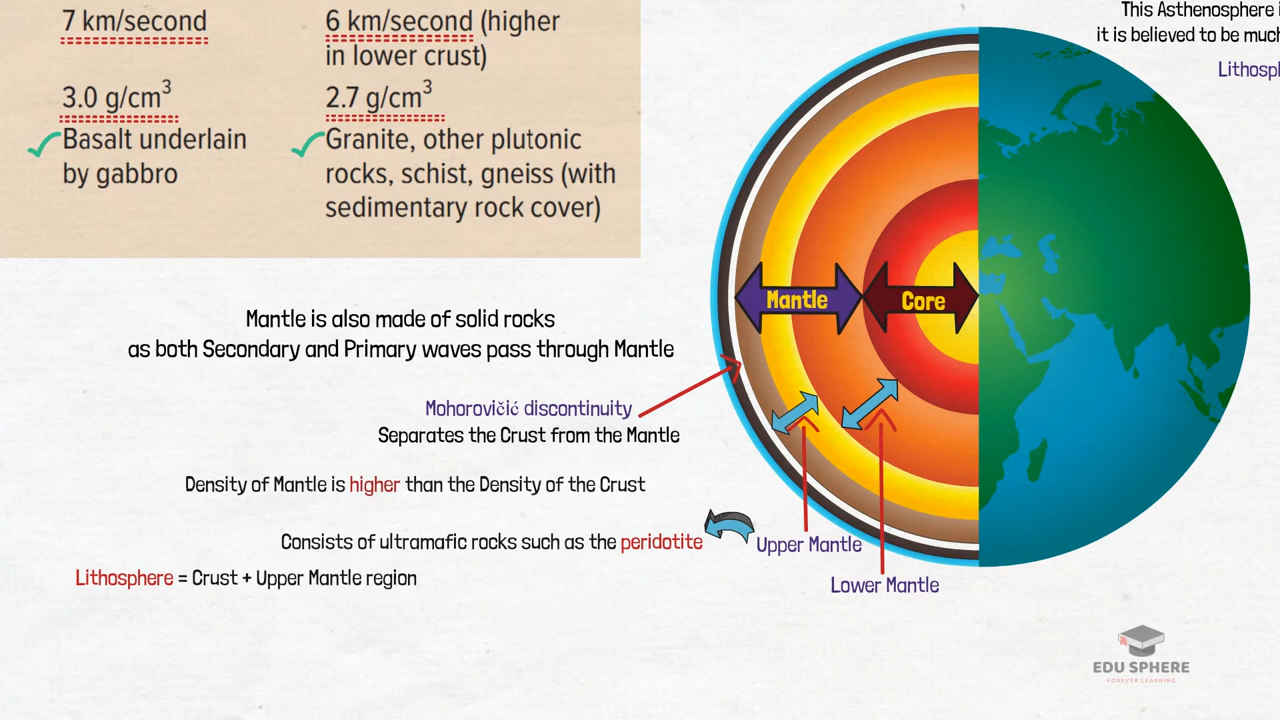 7 km/second
6 km/second (higher
in lower crust)
3.0 g/cm³
2.7 g/cm³
Basalt underlain
by gabbro
Granite, other plutonic
rocks, schist, gneiss (with
sedimentary rock cover)
This Asthenosphere
it is believed to be much
Mantle
Core
Mantle is also made of solid rocks
as both Secondary and Primary waves pass through Mantle
Mohorovičić discontinuity
Separates the Crust from the Mantle
Density of Mantle is higher than the Density of the Crust
Consists of ultramafic rocks such as the peridotite
Upper Mantle
Lithosphere = Crust + Upper Mantle region
Lower Mantle
EDU SPHERE
FOREVER LEARNING